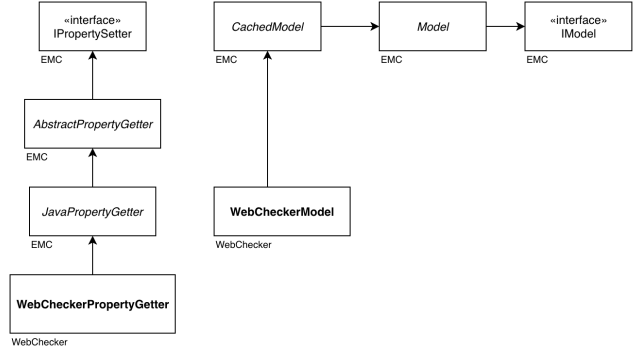 «interface»
IPropertySetter
EMC
AbstractPropertyGetter
EMC
JavaPropertyGetter
EMC
WebCheckerPropertyGetter
WebChecker
CachedModel
EMC
Model
EMC
«interface»
IModel
EMC
WebCheckerModel
WebChecker